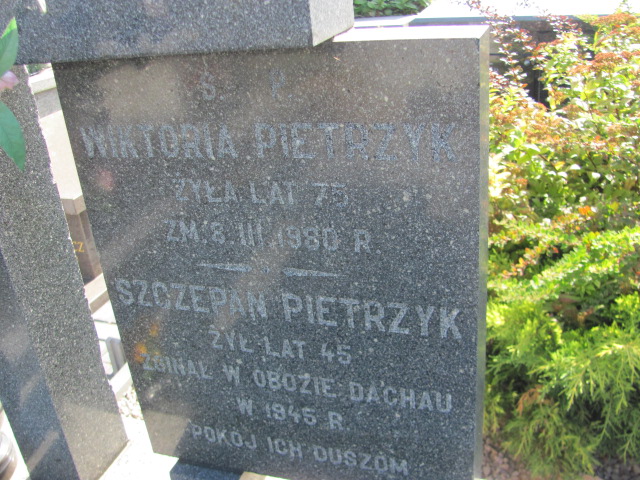 Ś. P.
WIKTORIA PIETRZYK
ŻYŁA LAT 75
ZM. 8 III 1980 R.
SZCZEPAN PIETRZYK
ŻYŁ LAT 45
ZGINĄŁ W OBOZIE DACHAU
W 1945 R.
POKÓJ ICH DUSZOM